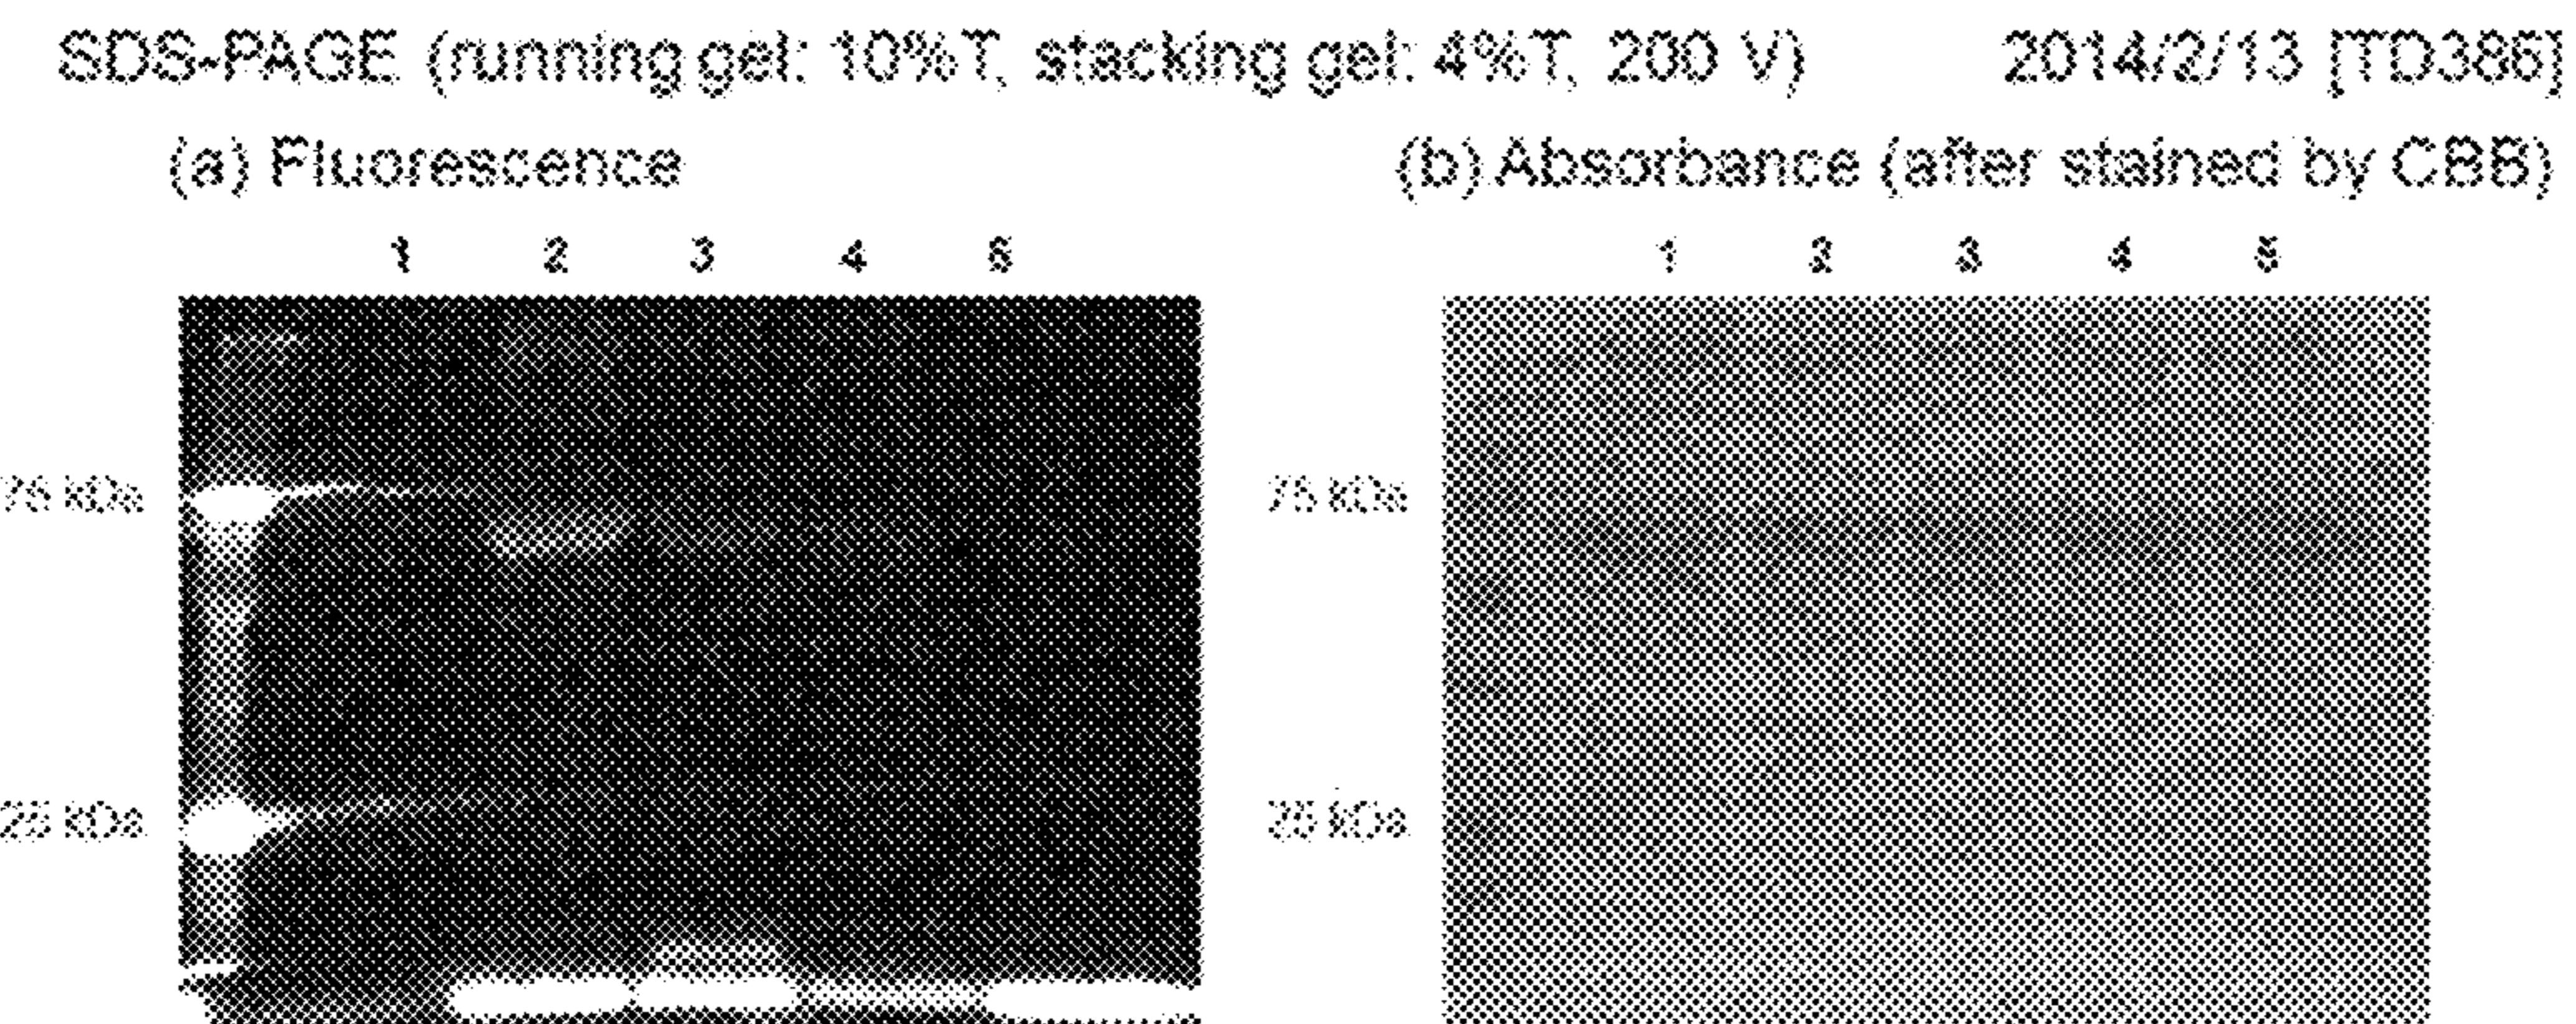 SDS-PAGE (running gel: 10%T, stacking gel: 4%T, 200 V) 2014/2/13 [TD386]
(a) Fluorescence (b) Absorbance (after stained by CBB)
1 2 3 4 5 1 2 3 4 5
75 kDa 75 kDa
25 kDa 25 kDa